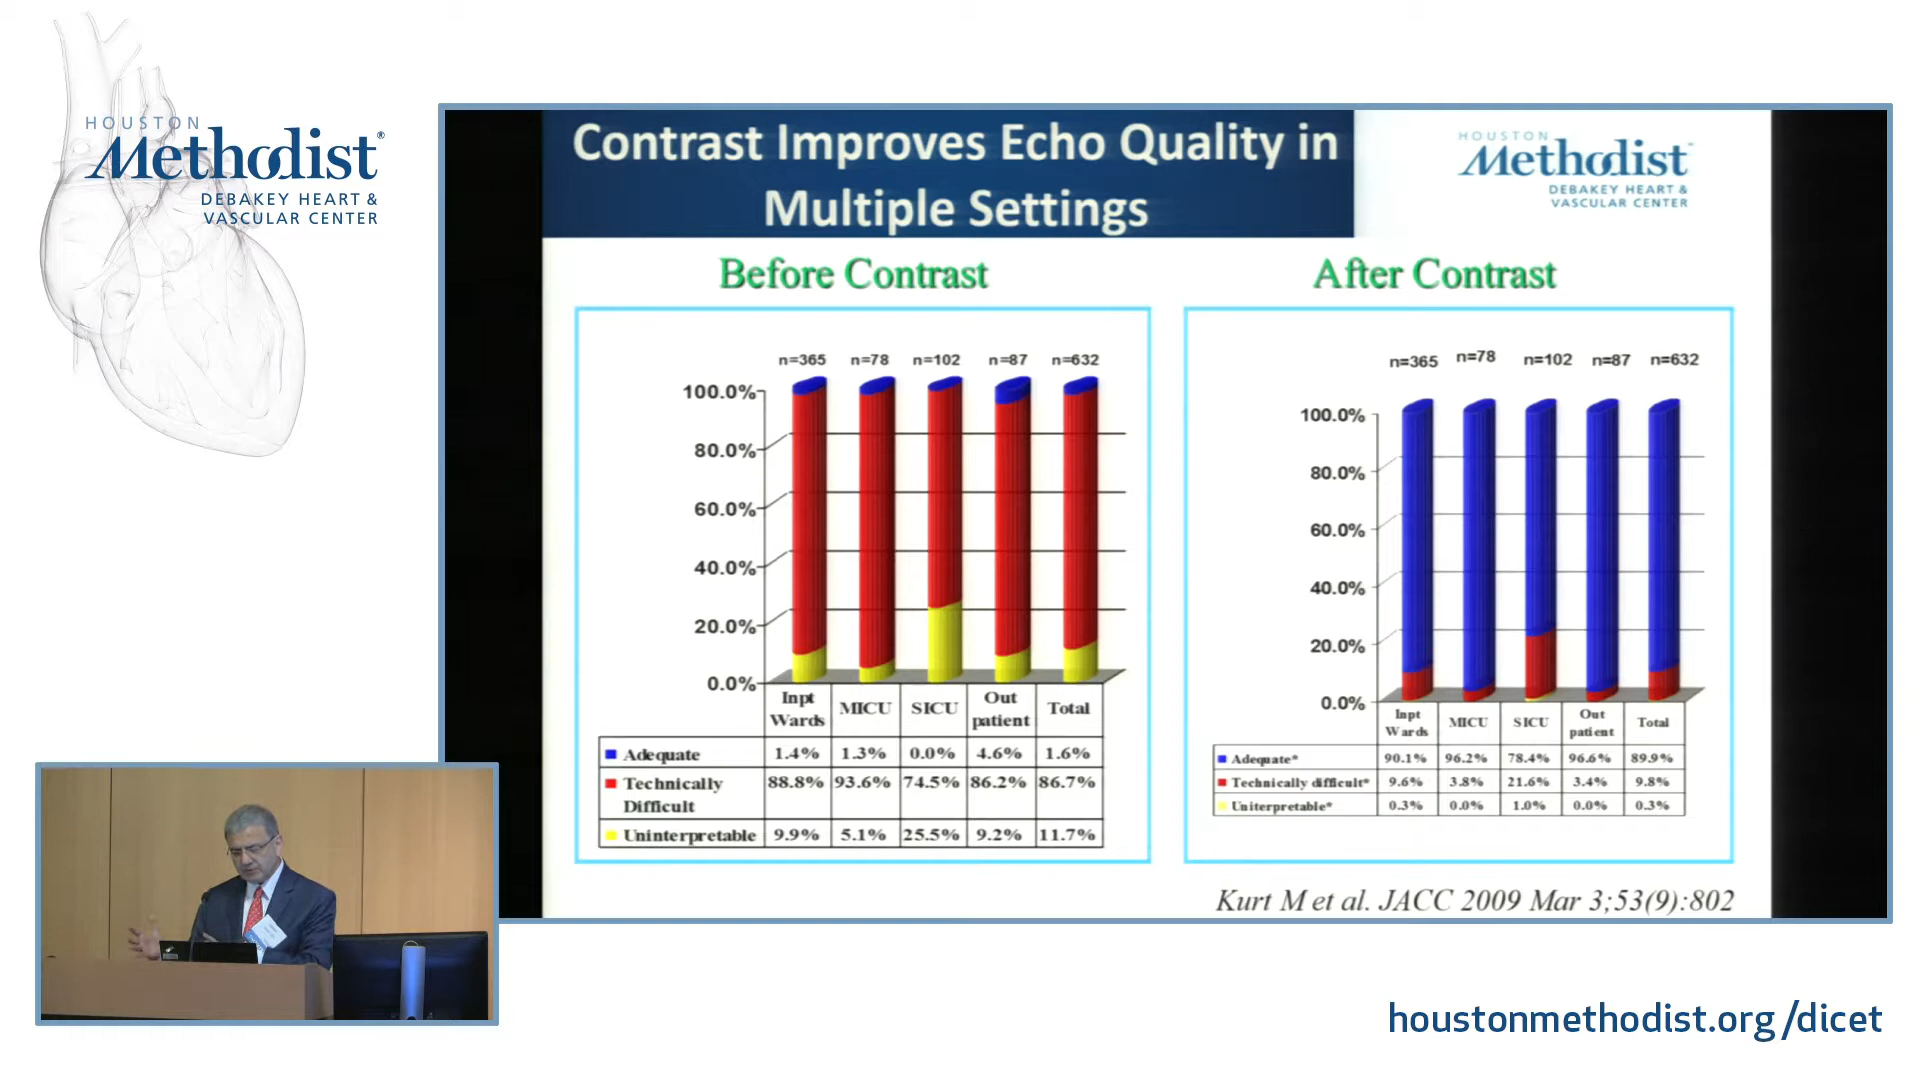 HOUSTON
Methodist®
DEBAKEY HEART &
VASCULAR CENTER
Contrast Improves Echo Quality in
Multiple Settings
HOUSTON
Methodist
DEBAKEY HEART &
VASCULAR CENTER
Before Contrast
n=365 n=78 n=102 n=87 n=632
100.0%
80.0%
60.0%
40.0%
20.0%
0.0%
Inpt Wards MICU SICU Out patient Total
Adequate 1.4% 1.3% 0.0% 4.6% 1.6%
Technically Difficult 88.8% 93.6% 74.5% 86.2% 86.7%
Uninterpretable 9.9% 5.1% 25.5% 9.2% 11.7%
After Contrast
n=365 n=78 n=102 n=87 n=632
100.0%
80.0%
60.0%
40.0%
20.0%
0.0%
Inpt Wards MICU SICU Out patient Total
Adequate* 90.1% 96.2% 78.4% 96.6% 89.9%
Technically difficult* 9.6% 3.8% 21.6% 3.4% 9.8%
Uniterpretable* 0.3% 0.0% 1.0% 0.0% 0.3%
Kurt M et al. JACC 2009 Mar 3;53(9):802
houstonmethodist.org/dicet